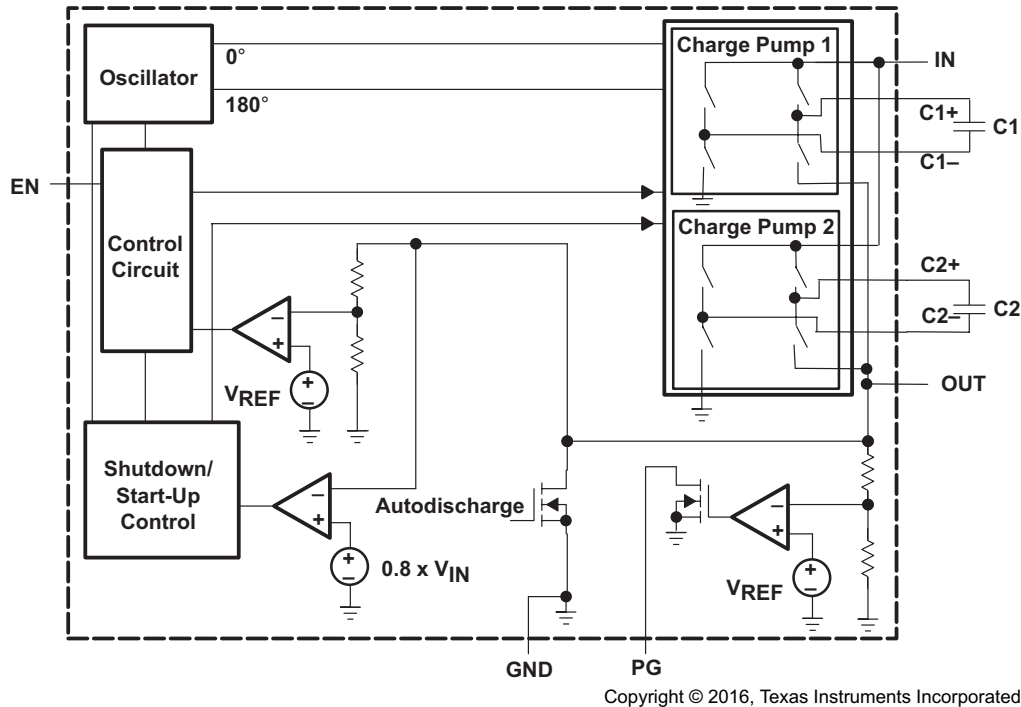 Oscillator
0°
180°
Charge Pump 1
IN
C1+
C1
C1–
EN
Control
Circuit
Charge Pump 2
C2+
C2–
C2
–
+
VREF
+
–
OUT
Shutdown/
Start-Up
Control
–
+
+
–
0.8 x VIN
Autodischarge
–
+
VREF
+
–
GND
PG
Copyright © 2016, Texas Instruments Incorporated